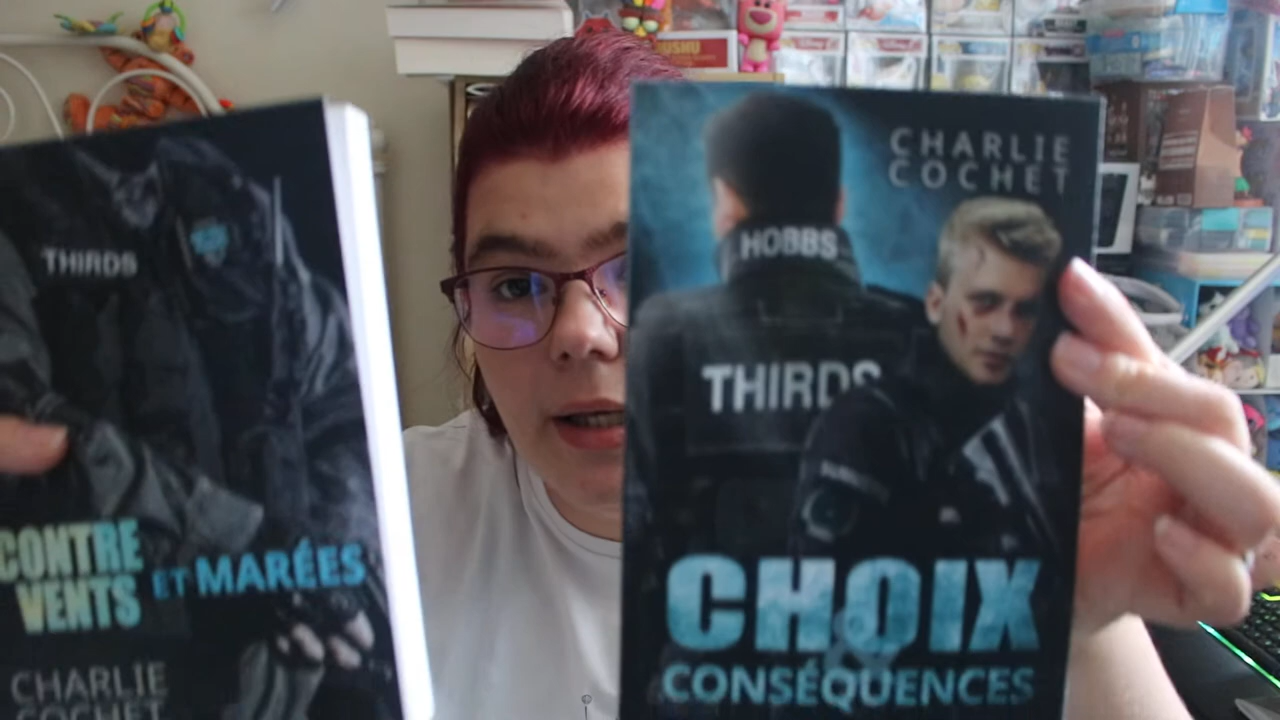 THIRDS
CONTRE
VENTS ET MARÉES
CHARLIE
COCHET
CHARLIE
COCHET
HOBBS
THIRDS
CHOIX
&
CONSÉQUENCES